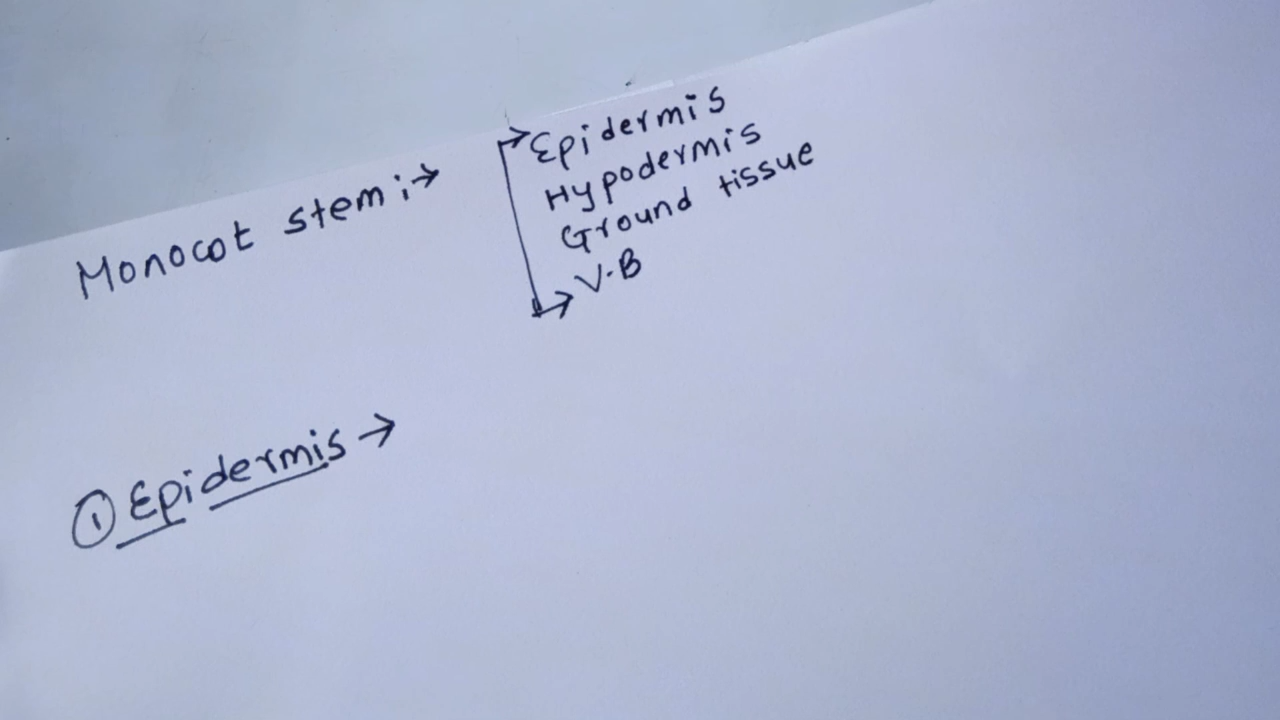 Monocot stem :→
→ Epidermis
Hypodermis
Ground tissue
→ V.B
① Epidermis →